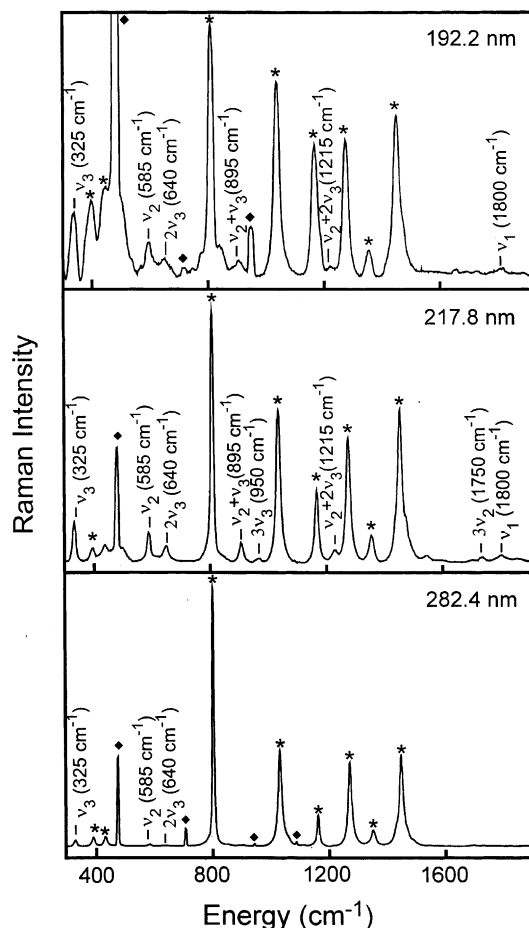 192.2 nm
ν₃ (325 cm⁻¹)
*
*
◆
ν₂ (585 cm⁻¹)
2ν₃ (640 cm⁻¹)
◆
*
ν₂+ν₃ (895 cm⁻¹)
◆
*
*
ν₂+2ν₃ (1215 cm⁻¹)
*
*
*
ν₁ (1800 cm⁻¹)
217.8 nm
ν₃ (325 cm⁻¹)
*
◆
ν₂ (585 cm⁻¹)
2ν₃ (640 cm⁻¹)
*
ν₂+ν₃ (895 cm⁻¹)
3ν₃ (950 cm⁻¹)
*
*
ν₂+2ν₃ (1215 cm⁻¹)
*
*
*
3ν₂ (1750 cm⁻¹)
ν₁ (1800 cm⁻¹)
282.4 nm
ν₃ (325 cm⁻¹)
*
*
◆
ν₂ (585 cm⁻¹)
2ν₃ (640 cm⁻¹)
◆
*
◆
*
◆
*
*
*
*
Raman Intensity
400 800 1200 1600
Energy (cm⁻¹)